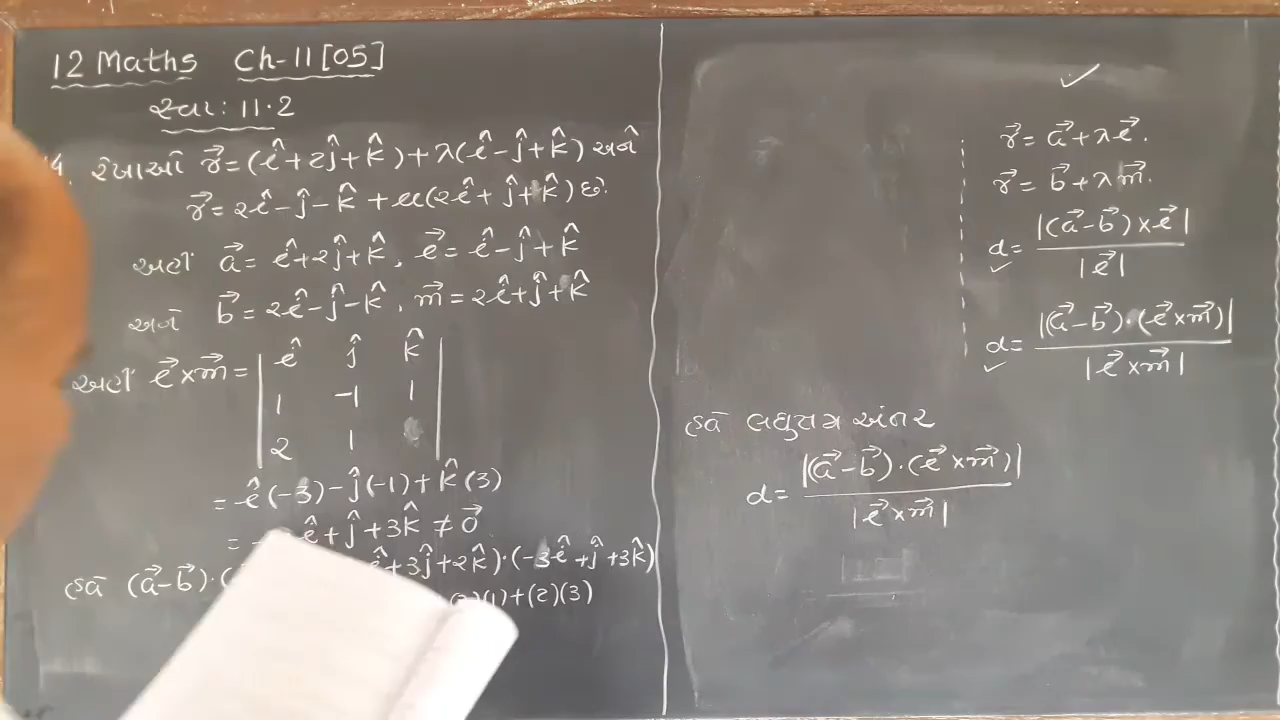 12 Maths Ch-11 [05]
સ્વા: 11.2
4. રેખાઓ r⃗ = (î+2ĵ+k̂)+λ(î-ĵ+k̂) અને
r⃗ = 2î-ĵ-k̂+μ(2î+ĵ+k̂) છે.
અહીં a⃗ = î+2ĵ+k̂, l⃗ = î-ĵ+k̂
અને b⃗ = 2î-ĵ-k̂, m⃗ = 2î+ĵ+k̂
અહીં l⃗×m⃗ = | î ĵ k̂ |
| 1 -1 1 |
| 2 1 |
= î(-3)-ĵ(-1)+k̂(3)
= î+ĵ+3k̂ ≠ 0⃗
હવે (a⃗-b⃗)·( î+3ĵ+2k̂)·(-3î+ĵ+3k̂)
(1)+(2)(3)
✓
r⃗ = a⃗+λl⃗.
r⃗ = b⃗+λm⃗.
d = |(a⃗-b⃗)×l⃗| / |l⃗|
✓
d = |(a⃗-b⃗)·(l⃗×m⃗)| / |l⃗×m⃗|
✓
હવે લઘુત્તમ અંતર
d = |(a⃗-b⃗)·(l⃗×m⃗)| / |l⃗×m⃗|